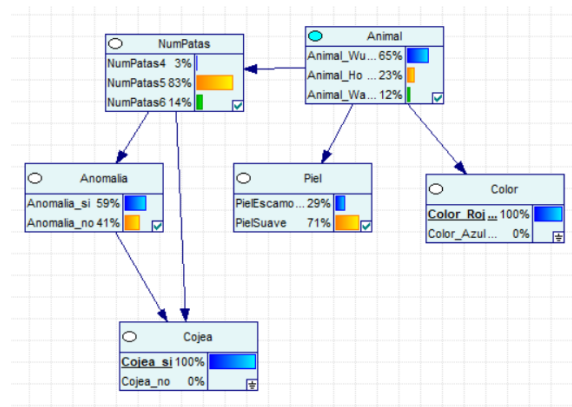 NumPatas
NumPatas4 3%
NumPatas5 83%
NumPatas6 14%
Animal
Animal_Wu... 65%
Animal_Ho ... 23%
Animal_Wa... 12%
Anomalia
Anomalia_si 59%
Anomalia_no 41%
Piel
PielEscamo... 29%
PielSuave 71%
Color
Color_Roj ... 100%
Color_Azul ... 0%
Cojea
Cojea_si 100%
Cojea_no 0%